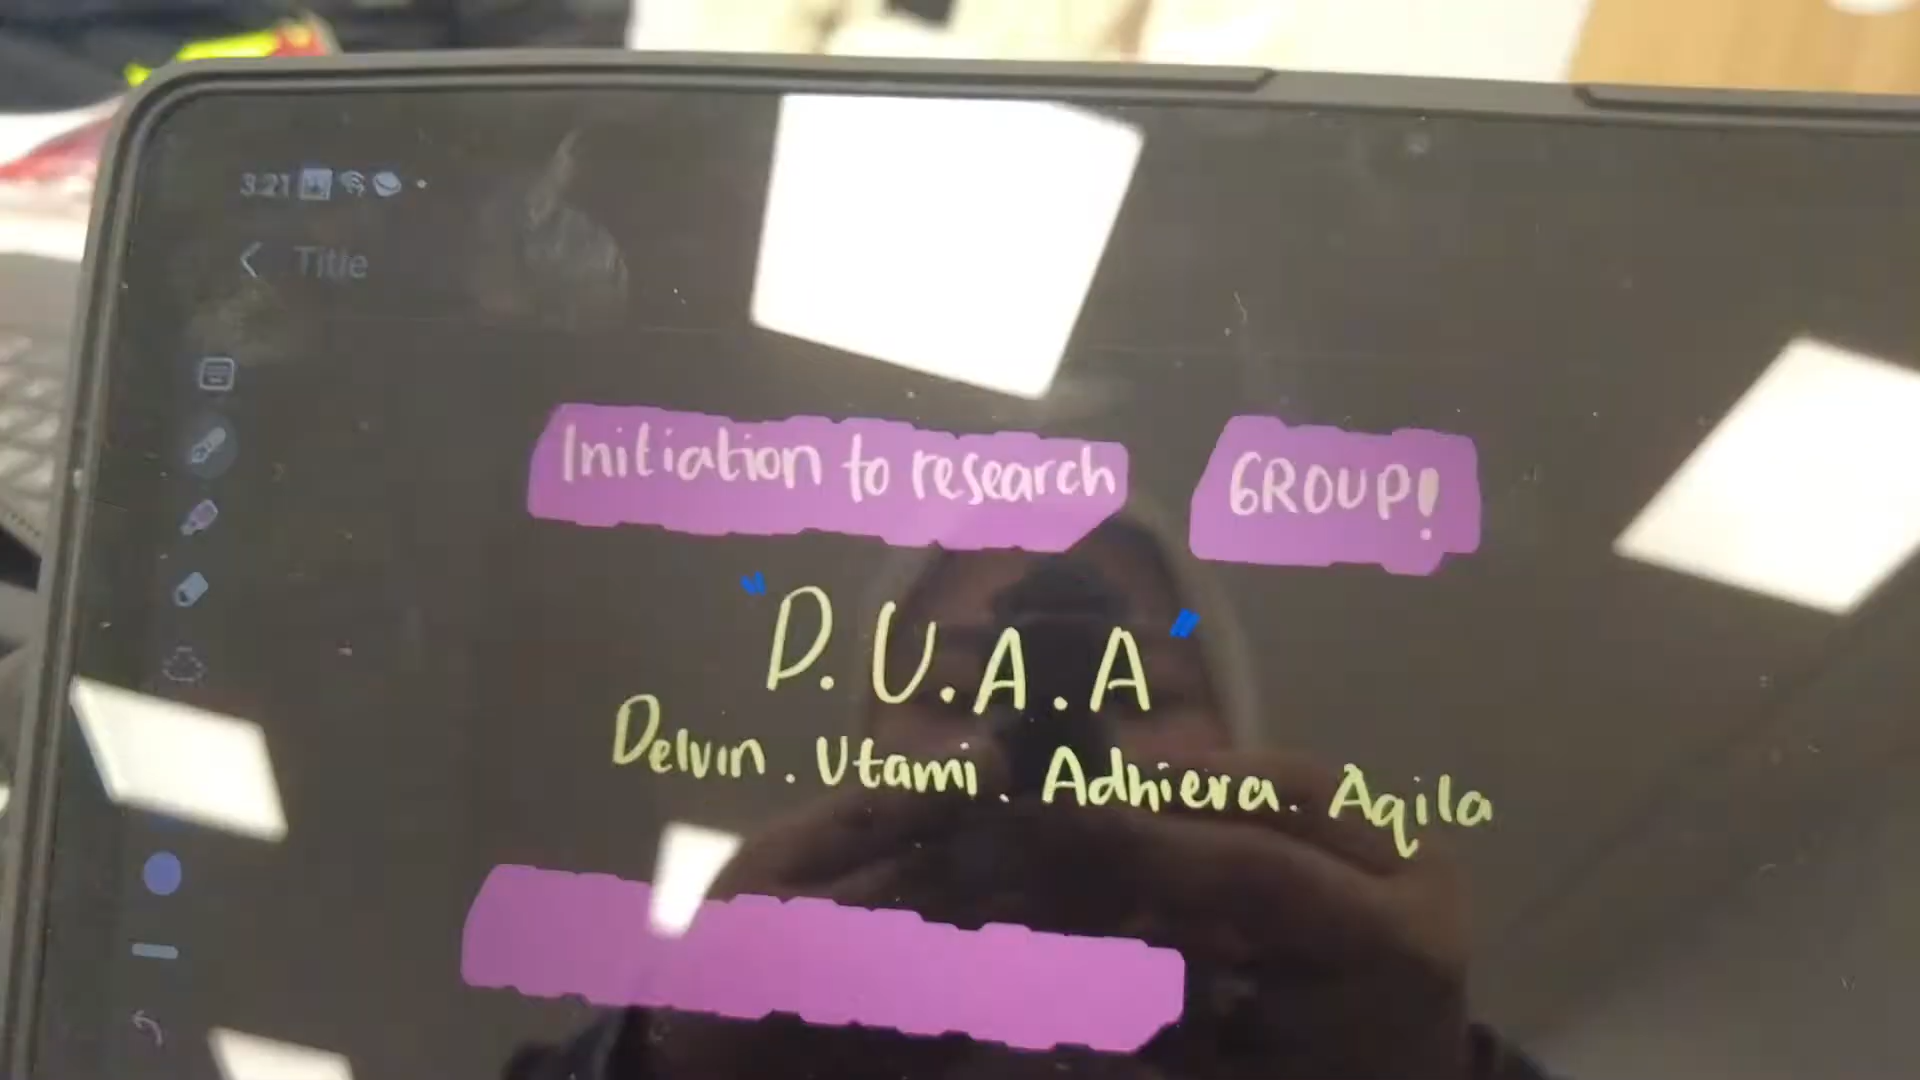 3:21
Title
Initiation to research GROUP!
"D.U.A.A"
Delvin. Utami. Adhiera. Aqila